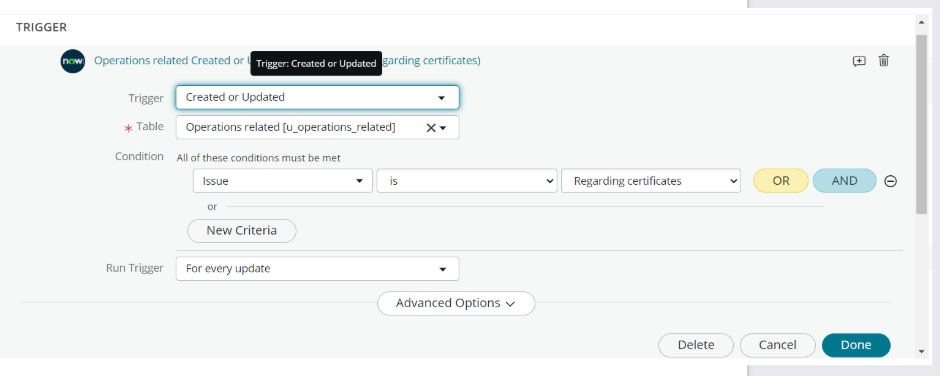 TRIGGER
now
Operations related Created or U
Trigger: Created or Updated
garding certificates)
Trigger
Created or Updated
* Table
Operations related [u_operations_related]
Condition
All of these conditions must be met
Issue
is
Regarding certificates
OR
AND
or
New Criteria
Run Trigger
For every update
Advanced Options
Delete
Cancel
Done